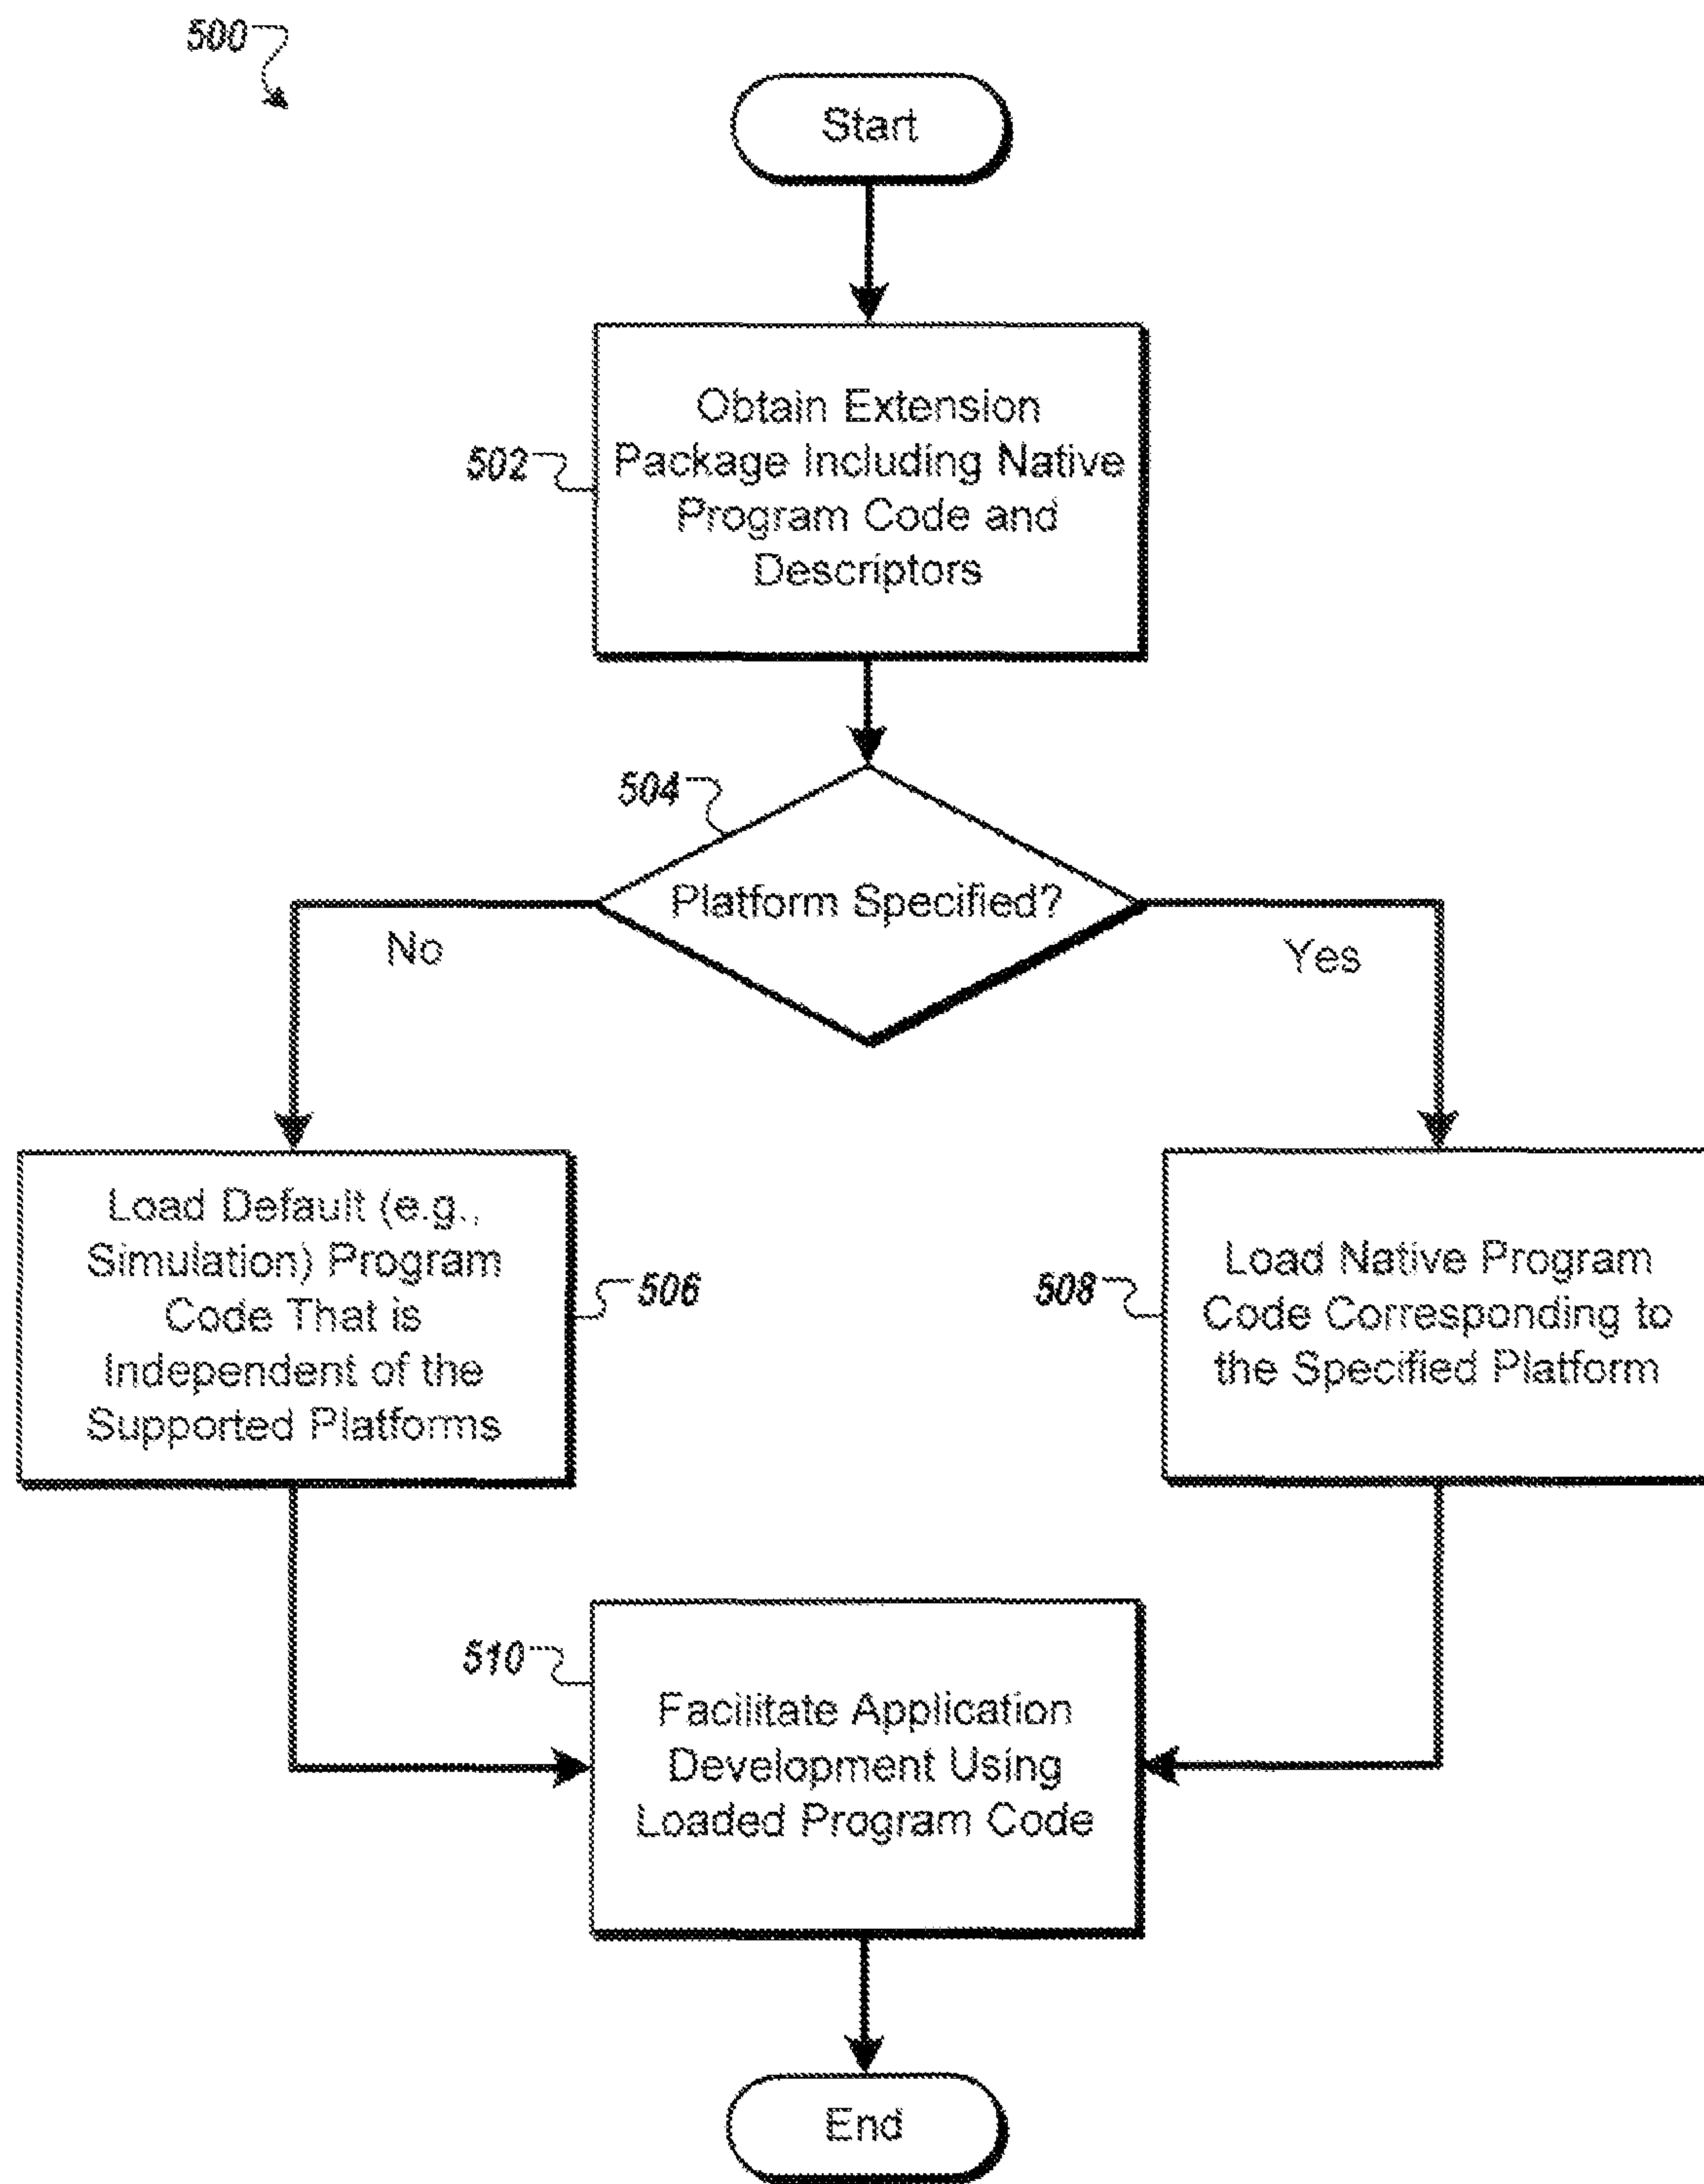 500
Start
502
Obtain Extension
Package Including Native
Program Code and
Descriptors
504
Platform Specified?
No
Yes
Load Default (e.g.,
Simulation) Program
Code That is
Independent of the
Supported Platforms
506
508
Load Native Program
Code Corresponding to
the Specified Platform
510
Facilitate Application
Development Using
Loaded Program Code
End